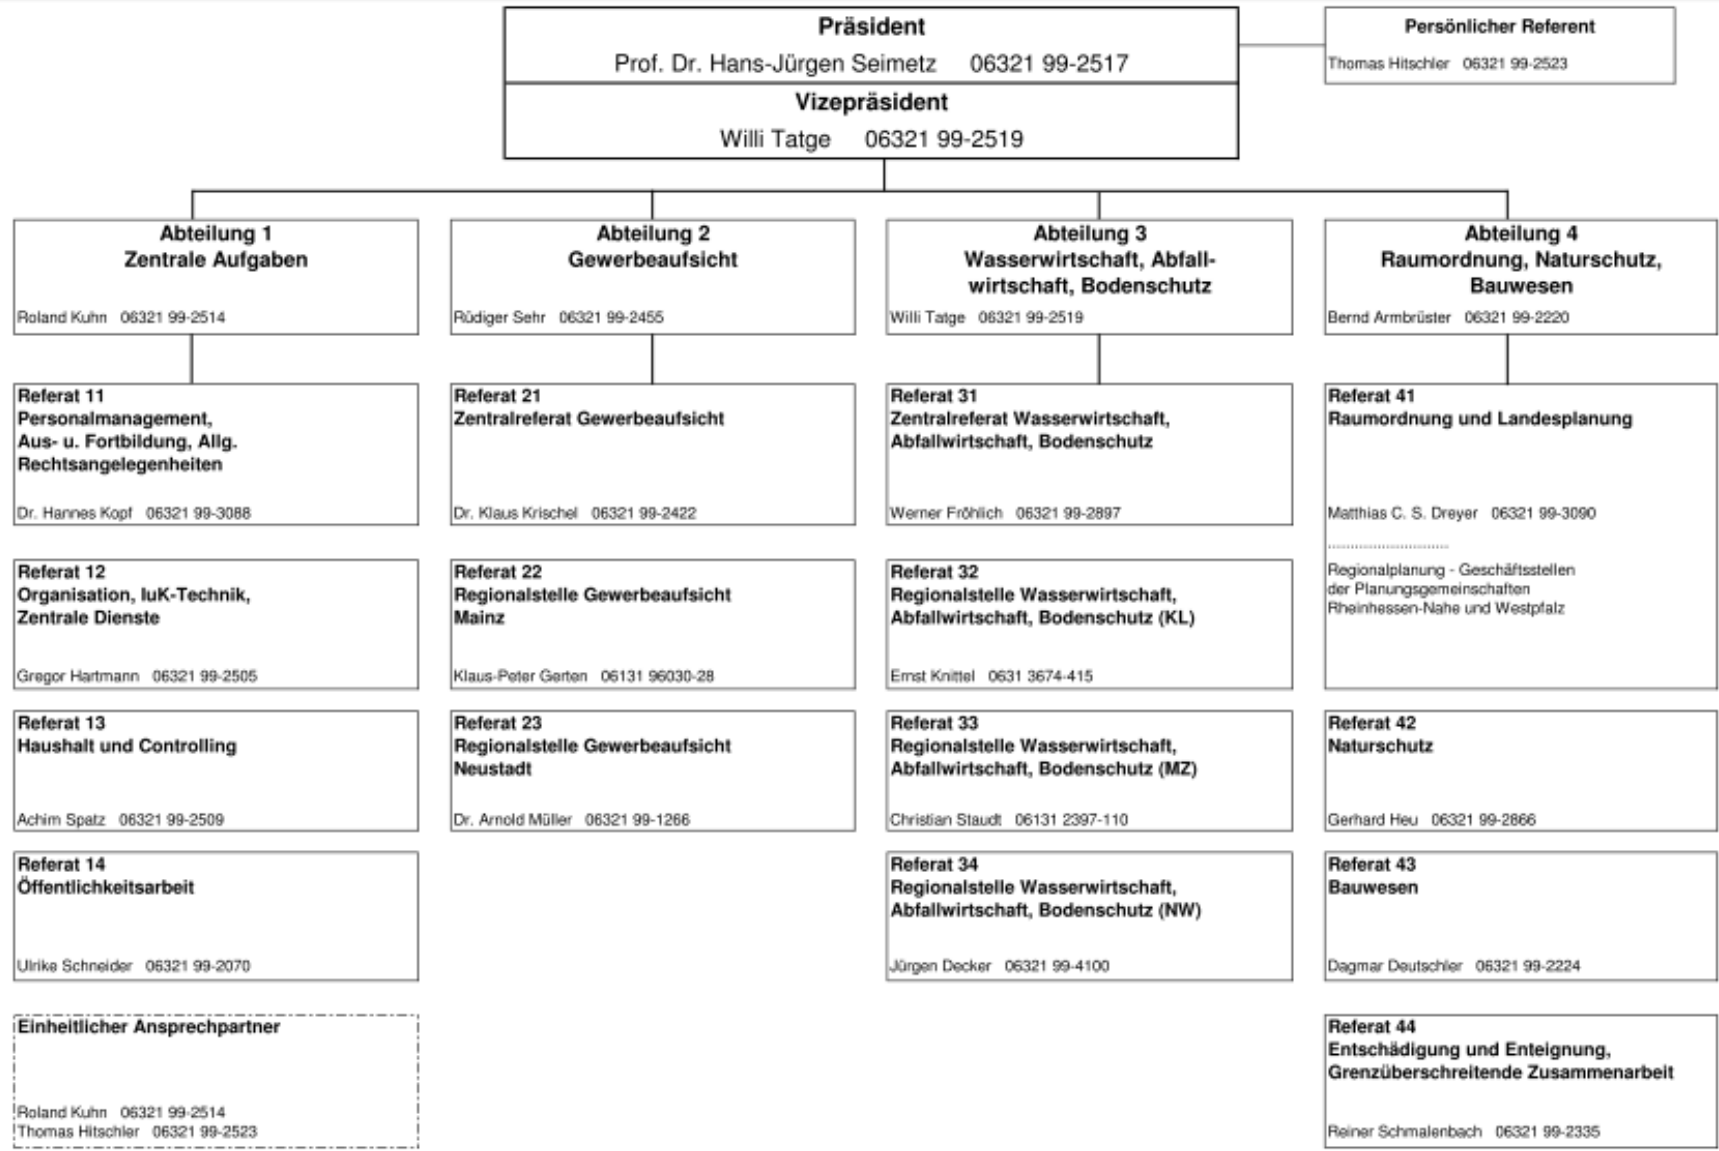 Präsident
Prof. Dr. Hans-Jürgen Seimetz 06321 99-2517
Vizepräsident
Willi Tatge 06321 99-2519
Persönlicher Referent
Thomas Hitschler 06321 99-2523
Abteilung 1
Zentrale Aufgaben
Roland Kuhn 06321 99-2514
Referat 11
Personalmanagement,
Aus- u. Fortbildung, Allg.
Rechtsangelegenheiten
Dr. Hannes Kopf 06321 99-3088
Referat 12
Organisation, IuK-Technik,
Zentrale Dienste
Gregor Hartmann 06321 99-2505
Referat 13
Haushalt und Controlling
Achim Spatz 06321 99-2509
Referat 14
Öffentlichkeitsarbeit
Ulrike Schneider 06321 99-2070
Einheitlicher Ansprechpartner
Roland Kuhn 06321 99-2514
Thomas Hitschler 06321 99-2523
Abteilung 2
Gewerbeaufsicht
Rüdiger Sehr 06321 99-2455
Referat 21
Zentralreferat Gewerbeaufsicht
Dr. Klaus Krischel 06321 99-2422
Referat 22
Regionalstelle Gewerbeaufsicht
Mainz
Klaus-Peter Gerten 06131 96030-28
Referat 23
Regionalstelle Gewerbeaufsicht
Neustadt
Dr. Arnold Müller 06321 99-1266
Abteilung 3
Wasserwirtschaft, Abfall-
wirtschaft, Bodenschutz
Willi Tatge 06321 99-2519
Referat 31
Zentralreferat Wasserwirtschaft,
Abfallwirtschaft, Bodenschutz
Werner Fröhlich 06321 99-2897
Referat 32
Regionalstelle Wasserwirtschaft,
Abfallwirtschaft, Bodenschutz (KL)
Ernst Knittel 0631 3674-415
Referat 33
Regionalstelle Wasserwirtschaft,
Abfallwirtschaft, Bodenschutz (MZ)
Christian Staudt 06131 2397-110
Referat 34
Regionalstelle Wasserwirtschaft,
Abfallwirtschaft, Bodenschutz (NW)
Jürgen Decker 06321 99-4100
Abteilung 4
Raumordnung, Naturschutz,
Bauwesen
Bernd Armbrüster 06321 99-2220
Referat 41
Raumordnung und Landesplanung
Matthias C. S. Dreyer 06321 99-3090
Regionalplanung - Geschäftsstellen
der Planungsgemeinschaften
Rheinhessen-Nahe und Westpfalz
Referat 42
Naturschutz
Gerhard Heu 06321 99-2866
Referat 43
Bauwesen
Dagmar Deutschler 06321 99-2224
Referat 44
Entschädigung und Enteignung,
Grenzüberschreitende Zusammenarbeit
Reiner Schmalenbach 06321 99-2335